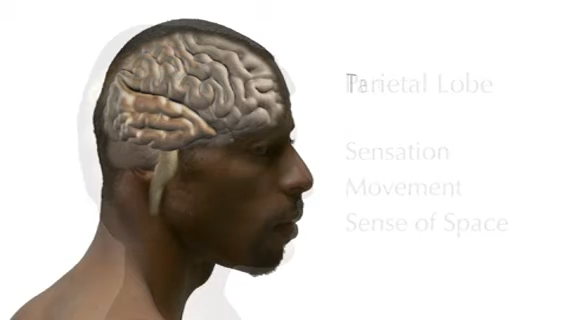 Parietal Lobe
Sensation
Movement
Sense of Space